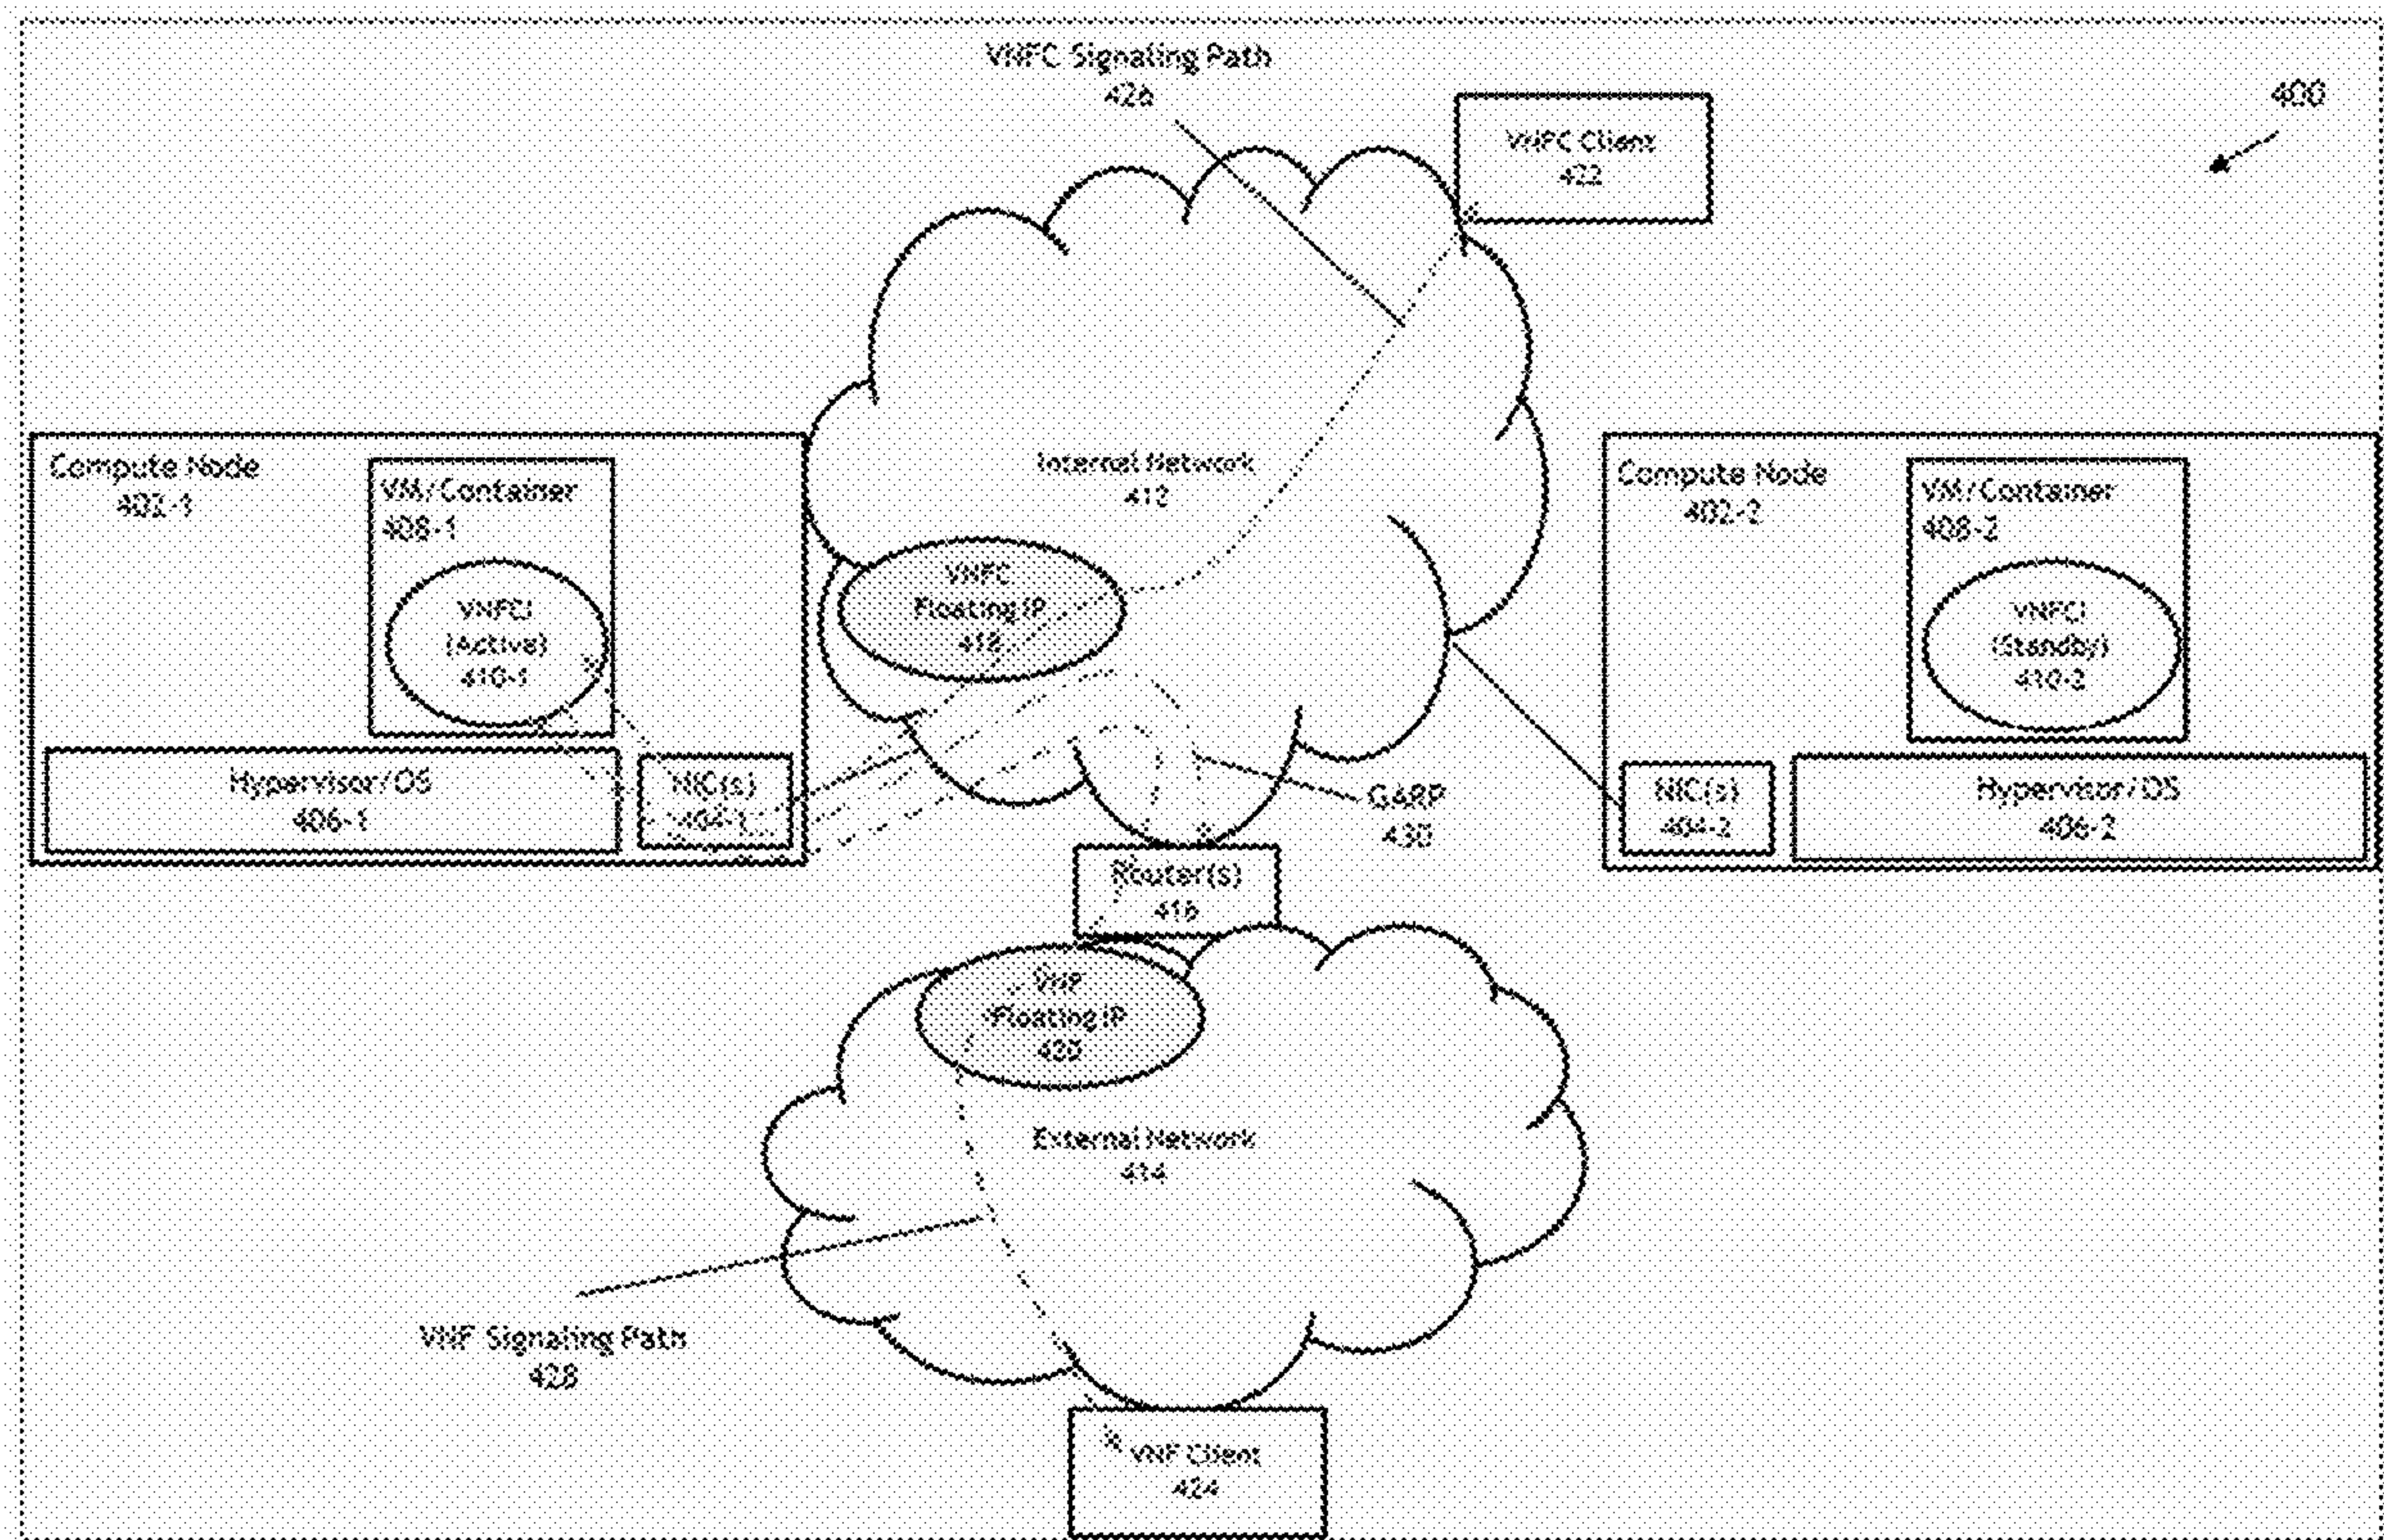 VNFC Signaling Path
426
400
VNFC Client
422
Internal Network
412
Compute Node
402-1
VM/Container
408-1
VNFCI
(Active)
410-1
Hypervisor/OS
406-1
NIC(s)
404-1
VNFC
Floating IP
418
Compute Node
402-2
VM/Container
408-2
VNFCI
(Standby)
410-2
NIC(s)
404-2
Hypervisor/OS
406-2
GARP
430
Router(s)
416
VNF
Floating IP
420
External Network
414
VNF Signaling Path
428
VNF Client
424